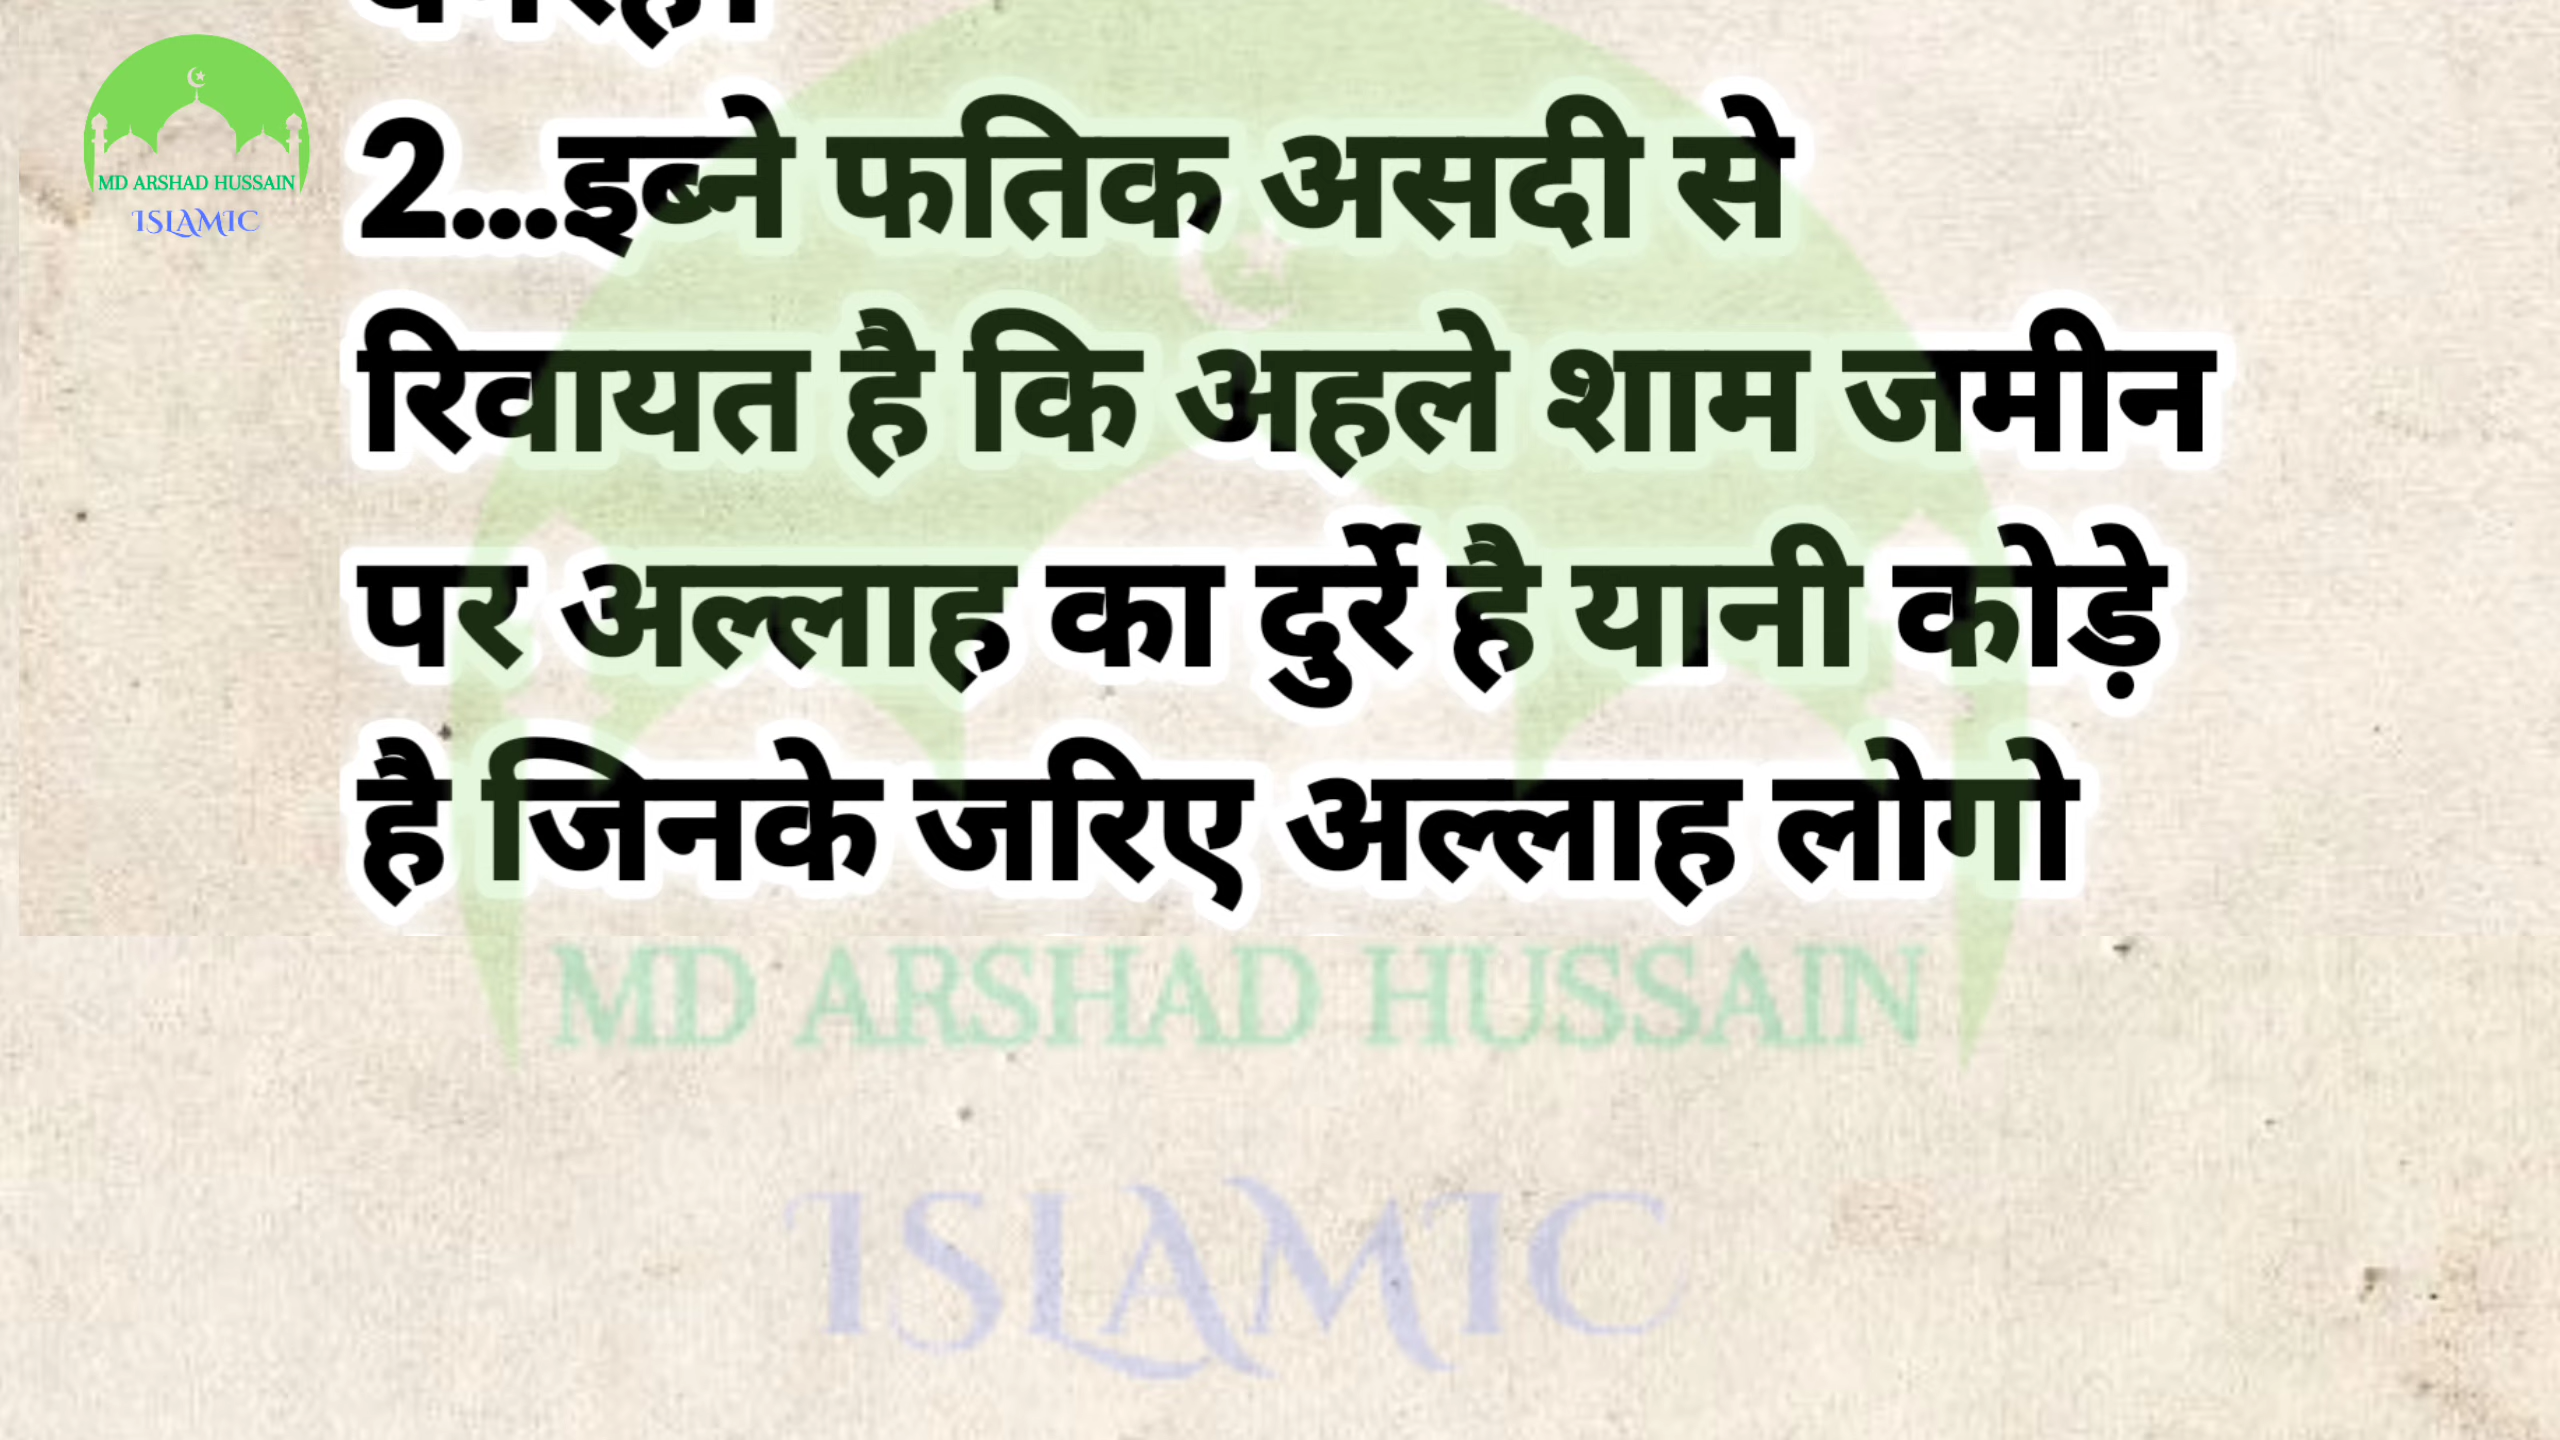 MD ARSHAD HUSSAIN
ISLAMIC
2...इब्ने फतिक असदी से
रिवायत है कि अहले शाम जमीन
पर अल्लाह का दुर्रे है यानी कोड़े
है जिनके जरिए अल्लाह लोगो
MD ARSHAD HUSSAIN
ISLAMIC